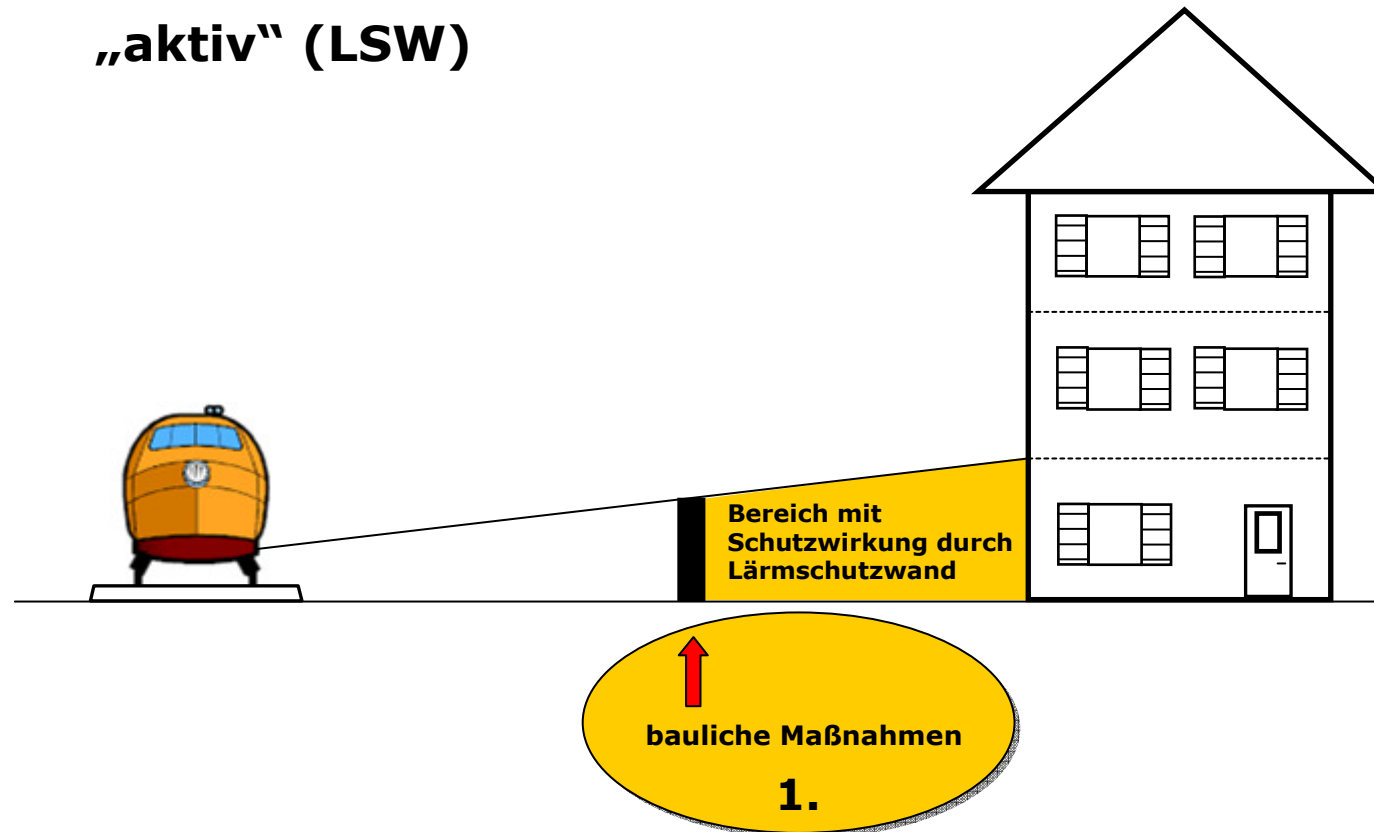 „aktiv“ (LSW)
Bereich mit
Schutzwirkung durch
Lärmschutzwand
bauliche Maßnahmen
1.